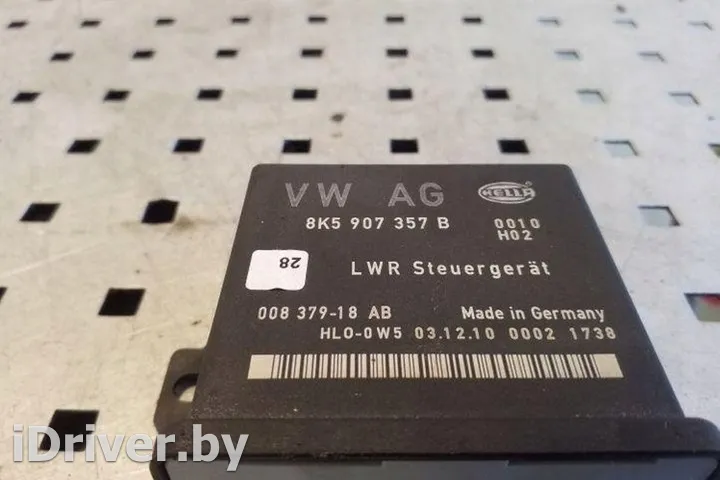 VW AG
HELLA
8K5 907 357 B
0010
H02
28
LWR Steuergerät
008 379-18 AB
Made in Germany
HLO-0W5 03.12.10 0002 1738
iDriver.by